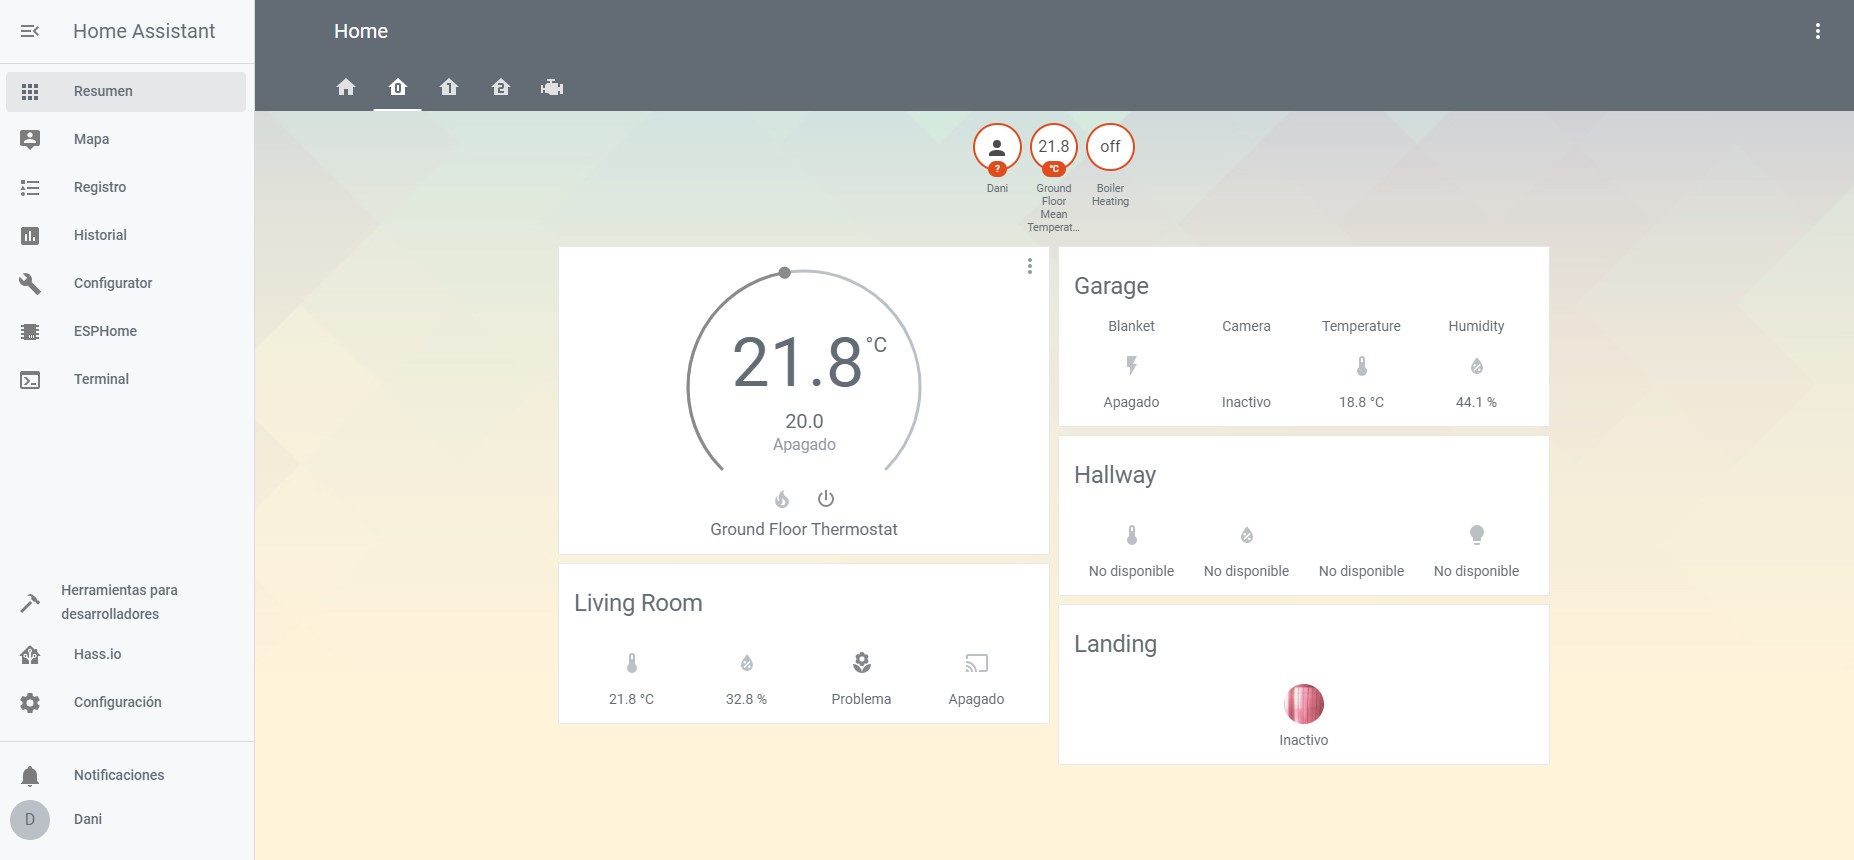 Home Assistant
Resumen
Mapa
Registro
Historial
Configurator
ESPHome
Terminal
Herramientas para
desarrolladores
Hass.io
Configuración
Notificaciones
D
Dani
Home
0
1
2
?
Dani
21.8
°C
Ground
Floor
Mean
Temperat...
off
Boiler
Heating
21.8 °C
20.0
Apagado
Ground Floor Thermostat
Living Room
21.8 °C 32.8 % Problema Apagado
Garage
Blanket Camera Temperature Humidity
Apagado Inactivo 18.8 °C 44.1 %
Hallway
No disponible No disponible No disponible No disponible
Landing
Inactivo